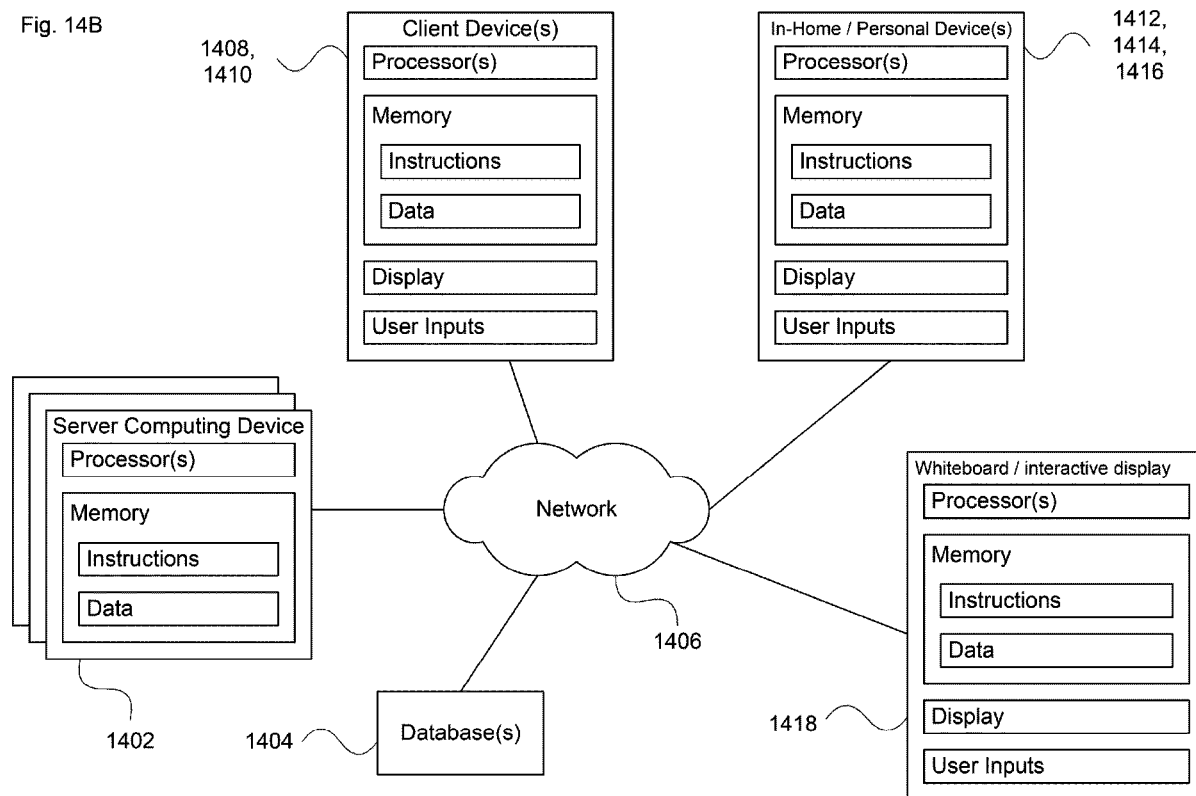 Fig. 14B
1408,
1410
Client Device(s)
Processor(s)
Memory
Instructions
Data
Display
User Inputs
In-Home / Personal Device(s)
Processor(s)
Memory
Instructions
Data
Display
User Inputs
1412,
1414,
1416
Server Computing Device
Processor(s)
Memory
Instructions
Data
1402
Network
1406
Database(s)
1404
Whiteboard / interactive display
Processor(s)
Memory
Instructions
Data
Display
User Inputs
1418